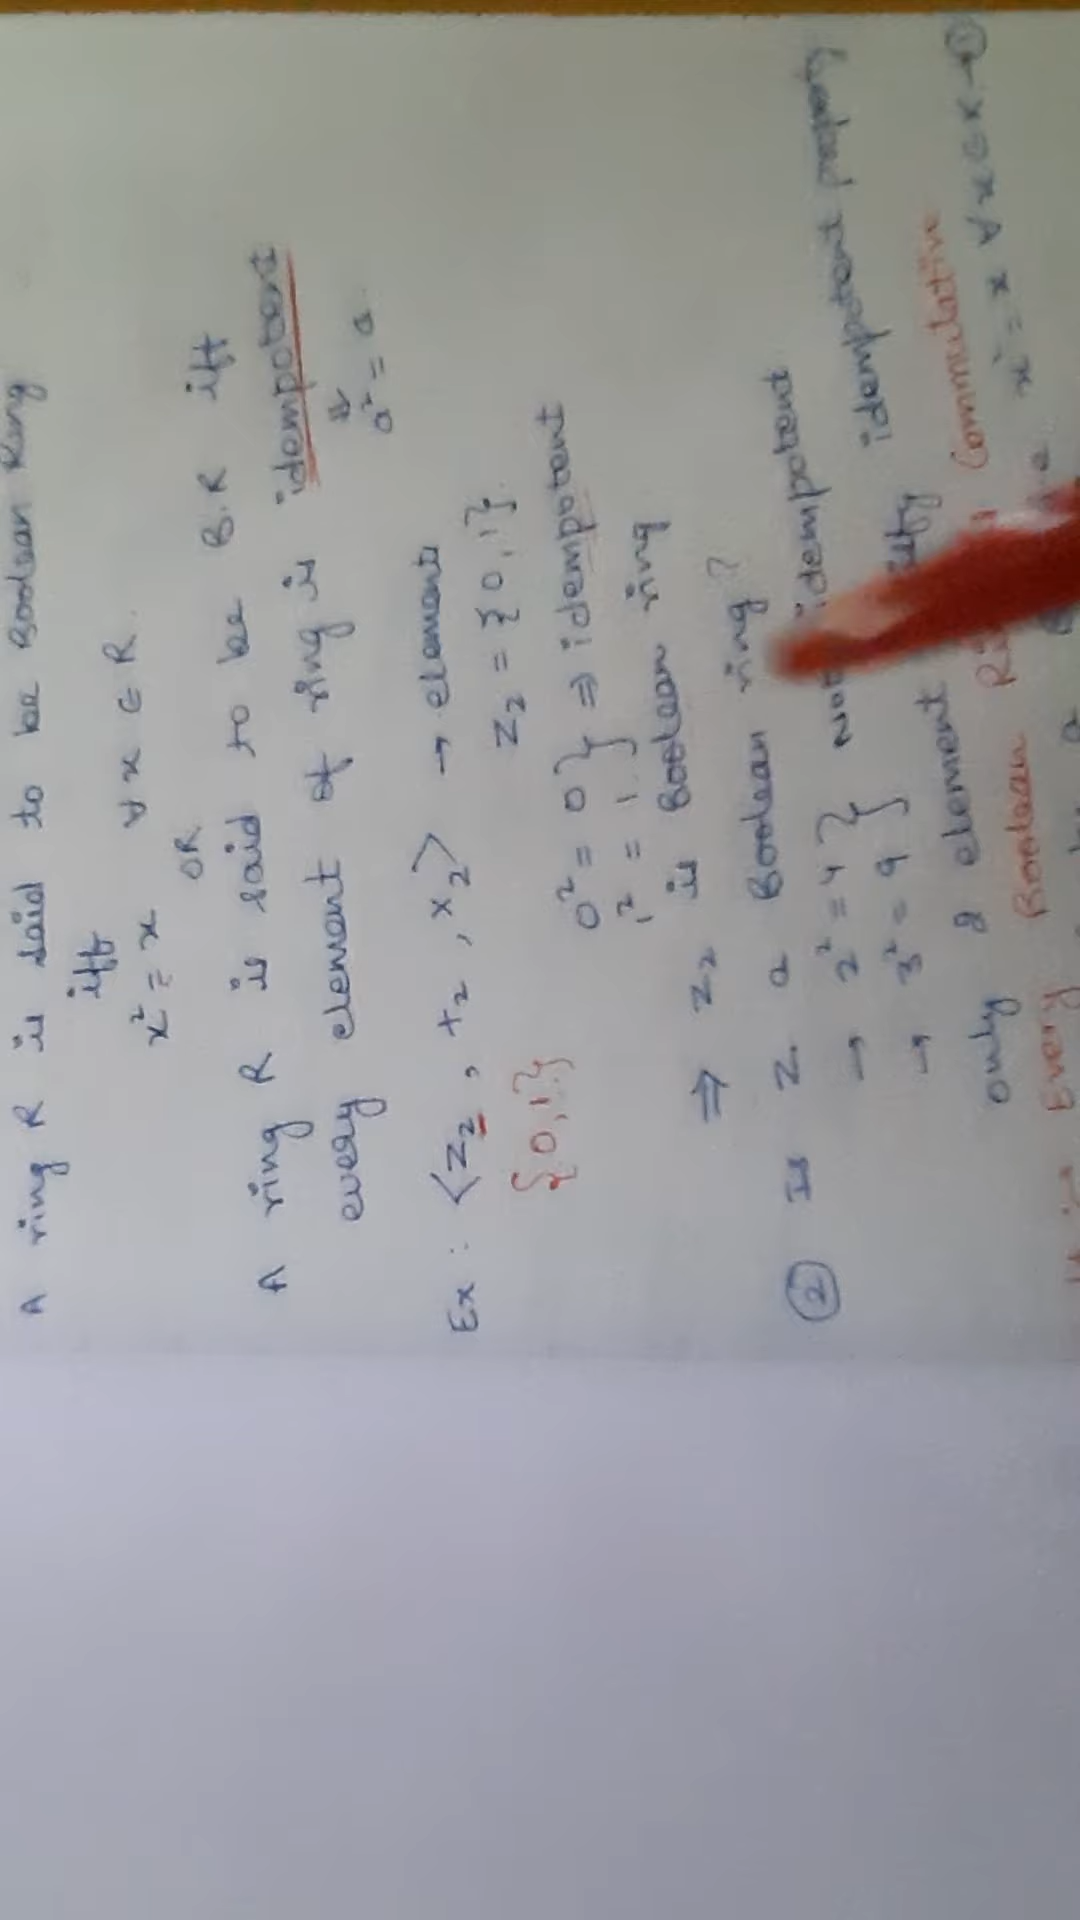 A ring R is said to be Boolean Ring
iff
x² = x ∀ x ∈ R.
OR
A ring R is said to be B.R iff
every element of ring is idempotent
⇓
a² = a
Ex : <Z₂, +₂, ×₂> → element
{0,1} Z₂ = {0,1}
0² = 0 } ⇒ idempotent
1² = 1 }
⇒ Z₂ is Boolean ring
② Is Z a Boolean ring?
→ 2² = 4 } Non idempotent
→ 3² = 9 }
only 2 element idempotent property
Every Boolean Commutative
x² = x ∀ x ∈ R → ①